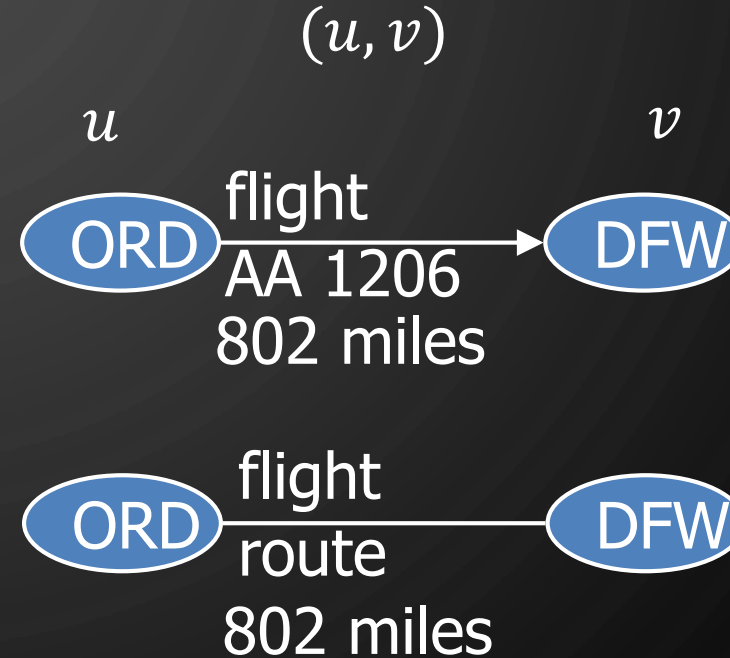 (u, v)
u
v
flight
ORD
DFW
AA 1206
802 miles
flight
ORD
DFW
route
802 miles